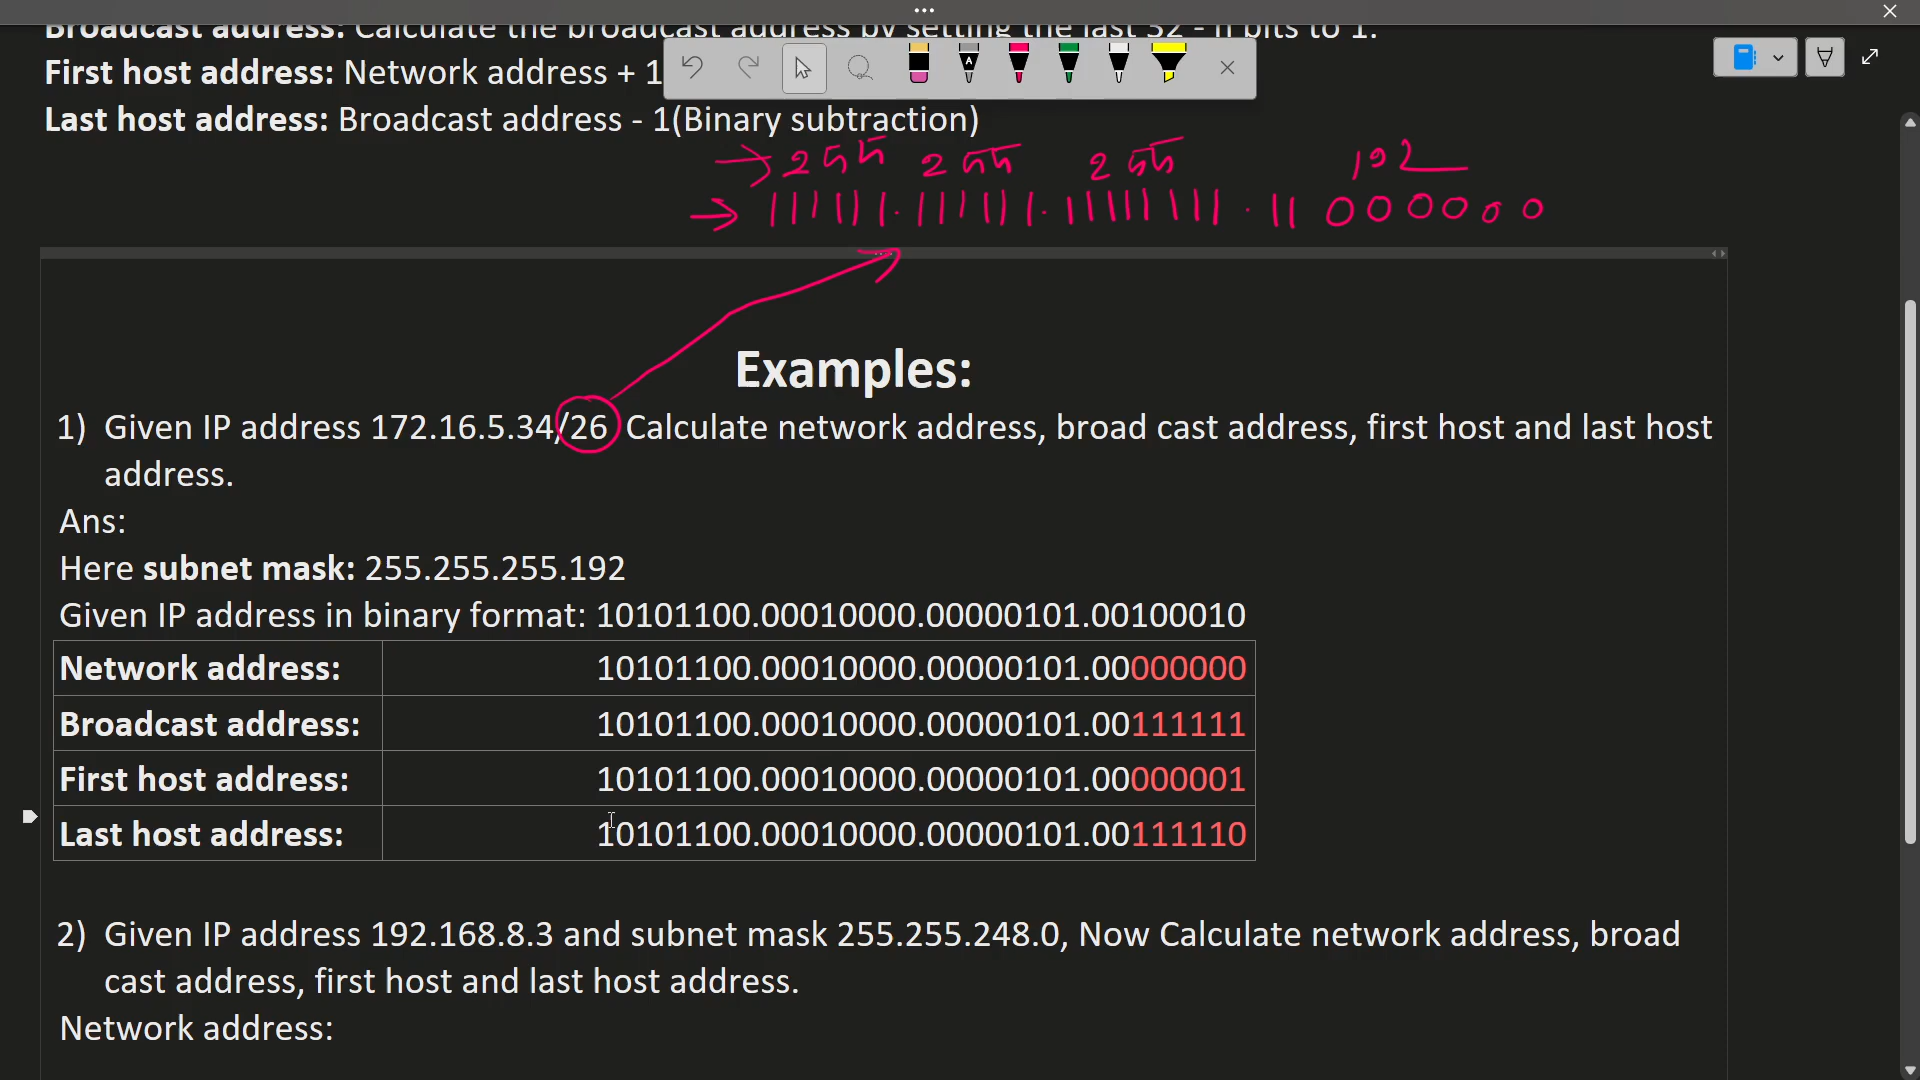 Broadcast address: Calculate the broadcast address by setting the last 32 - n bits to 1.
First host address: Network address + 1
Last host address: Broadcast address - 1(Binary subtraction)
→ 255 255 255 192
→ 111111.111111.11111111.11000000
Examples:
1) Given IP address 172.16.5.34/26 Calculate network address, broad cast address, first host and last host
address.
Ans:
Here subnet mask: 255.255.255.192
Given IP address in binary format: 10101100.00010000.00000101.00100010
Network address: 10101100.00010000.00000101.00000000
Broadcast address: 10101100.00010000.00000101.00111111
First host address: 10101100.00010000.00000101.00000001
Last host address: 10101100.00010000.00000101.00111110
2) Given IP address 192.168.8.3 and subnet mask 255.255.248.0, Now Calculate network address, broad
cast address, first host and last host address.
Network address: